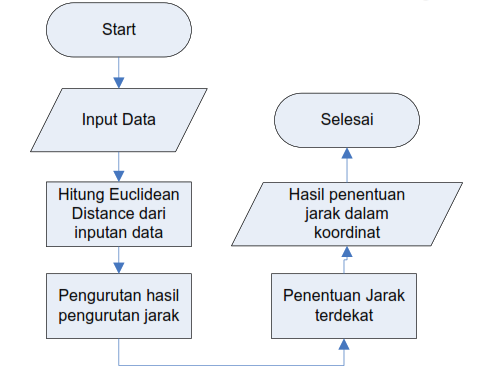 Start
Input Data
Hitung Euclidean
Distance dari
inputan data
Pengurutan hasil
pengurutan jarak
Penentuan Jarak
terdekat
Hasil penentuan
jarak dalam
koordinat
Selesai